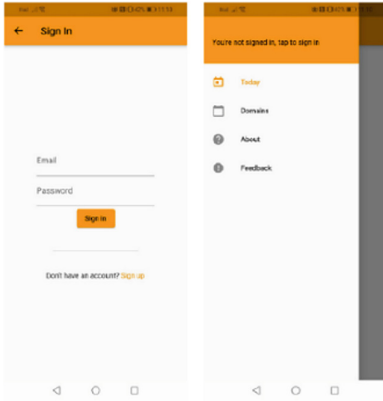 Sign In
Email
Password
Sign In
Don't have an account? Sign up
You're not signed in, tap to sign in
Today
Domains
About
Feedback